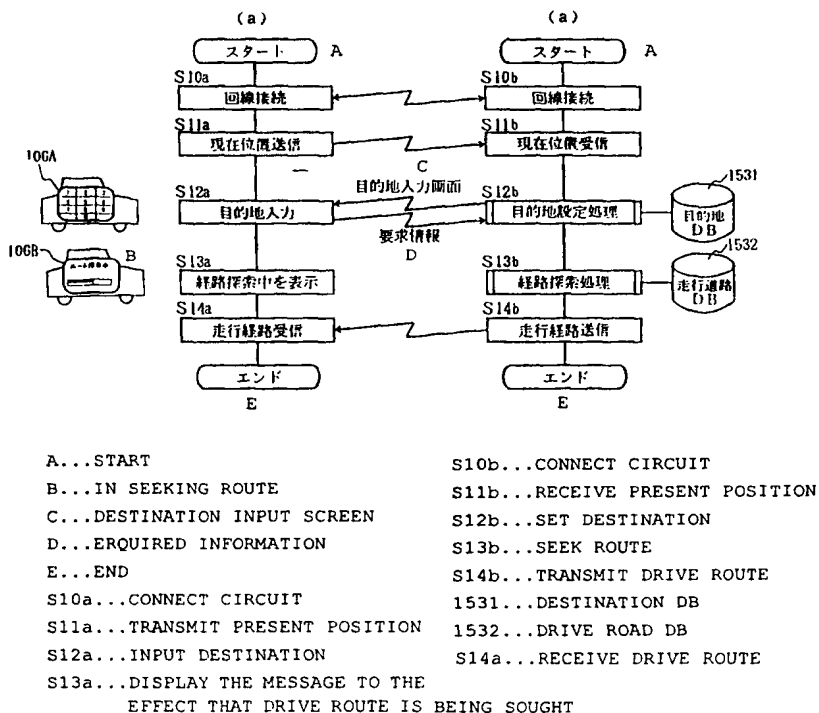 (a)
(a)
スタート A
スタート A
S10a
S10b
回線接続
回線接続
S11a
S11b
現在位置送信
現在位置受信
106A
C
目的地入力画面
1531
S12a
S12b
目的地入力
目的地設定処理
目的地
DB
要求情報
D
106B
B
1532
S13a
S13b
経路探索中を表示
経路探索処理
走行道路
DB
S14a
S14b
走行経路受信
走行経路送信
エンド
エンド
E
E
A...START
B...IN SEEKING ROUTE
C...DESTINATION INPUT SCREEN
D...ERQUIRED INFORMATION
E...END
S10a...CONNECT CIRCUIT
S11a...TRANSMIT PRESENT POSITION
S12a...INPUT DESTINATION
S13a...DISPLAY THE MESSAGE TO THE
EFFECT THAT DRIVE ROUTE IS BEING SOUGHT
S10b...CONNECT CIRCUIT
S11b...RECEIVE PRESENT POSITION
S12b...SET DESTINATION
S13b...SEEK ROUTE
S14b...TRANSMIT DRIVE ROUTE
1531...DESTINATION DB
1532...DRIVE ROAD DB
S14a...RECEIVE DRIVE ROUTE